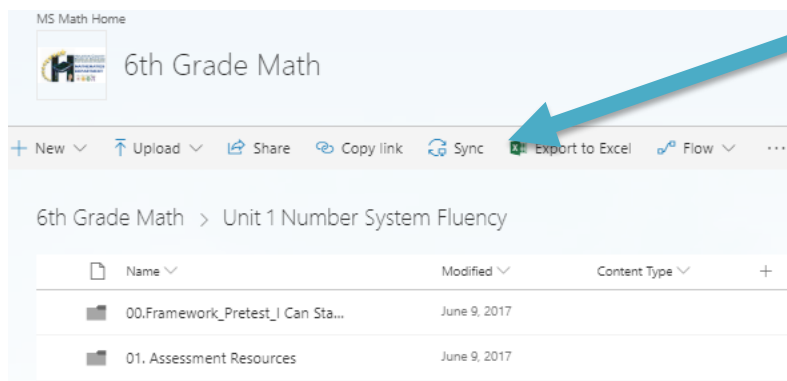 MS Math Home
6th Grade Math
New Upload Share Copy link Sync Export to Excel Flow ...
6th Grade Math > Unit 1 Number System Fluency
Name Modified Content Type +
00.Framework_Pretest_I Can Sta... June 9, 2017
01. Assessment Resources June 9, 2017